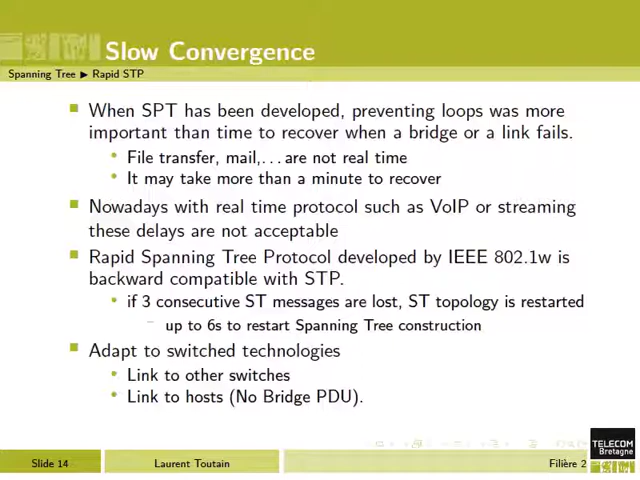 Slow Convergence
Spanning Tree ▶ Rapid STP
When SPT has been developed, preventing loops was more
important than time to recover when a bridge or a link fails.
File transfer, mail,... are not real time
It may take more than a minute to recover
Nowadays with real time protocol such as VoIP or streaming
these delays are not acceptable
Rapid Spanning Tree Protocol developed by IEEE 802.1w is
backward compatible with STP.
if 3 consecutive ST messages are lost, ST topology is restarted
up to 6s to restart Spanning Tree construction
Adapt to switched technologies
Link to other switches
Link to hosts (No Bridge PDU).
TELECOM
Bretagne
Slide 14
Laurent Toutain
Filière 2